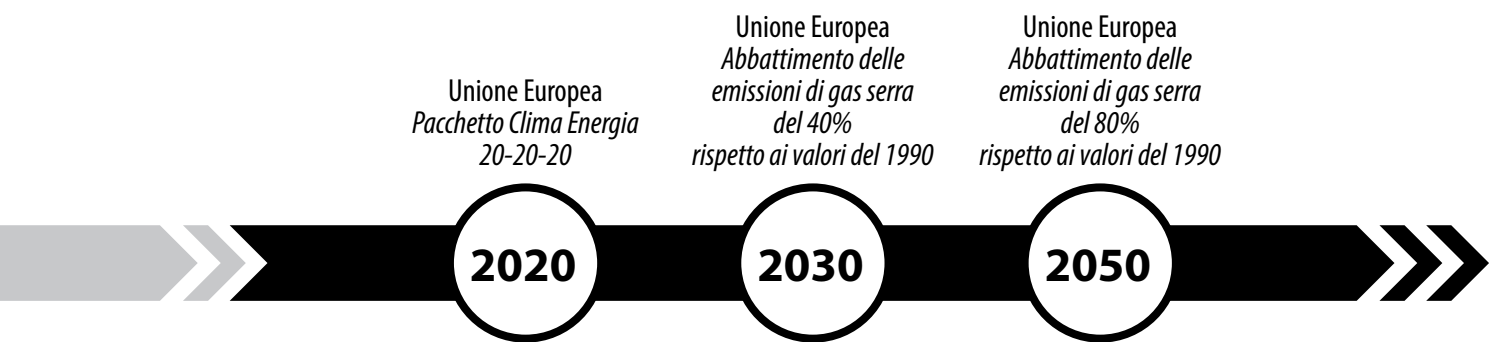 Unione Europea
Pacchetto Clima Energia
20-20-20
2020
Unione Europea
Abbattimento delle
emissioni di gas serra
del 40%
rispetto ai valori del 1990
2030
Unione Europea
Abbattimento delle
emissioni di gas serra
del 80%
rispetto ai valori del 1990
2050